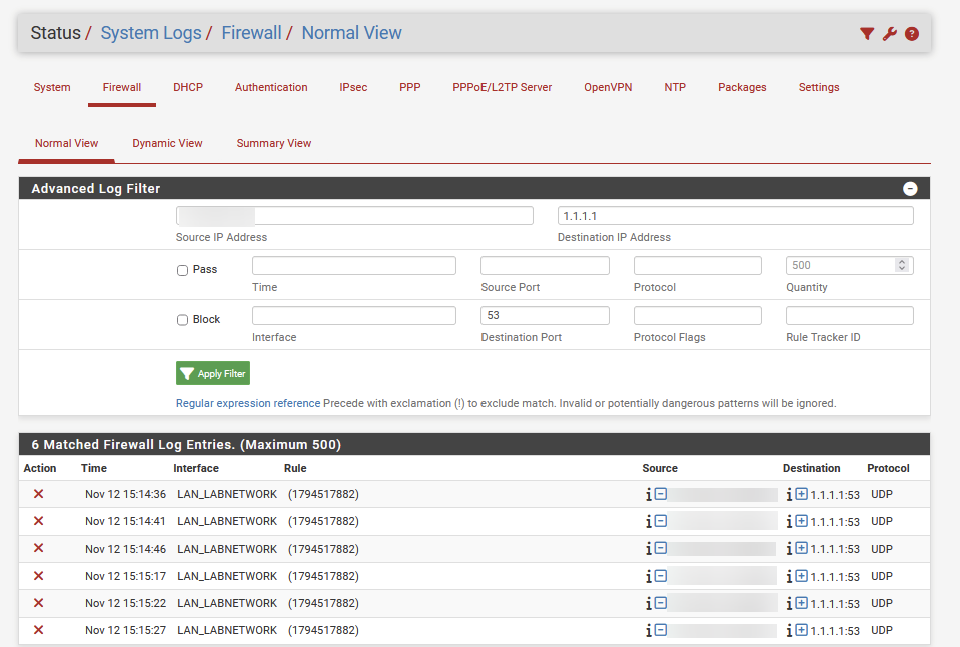 Status / System Logs / Firewall / Normal View
System Firewall DHCP Authentication IPsec PPP PPPoE/L2TP Server OpenVPN NTP Packages Settings
Normal View Dynamic View Summary View
Advanced Log Filter
1.1.1.1
Source IP Address Destination IP Address
Pass 500
Time Source Port Protocol Quantity
Block 53
Interface Destination Port Protocol Flags Rule Tracker ID
Apply Filter
Regular expression reference Precede with exclamation (!) to exclude match. Invalid or potentially dangerous patterns will be ignored.
6 Matched Firewall Log Entries. (Maximum 500)
Action Time Interface Rule Source Destination Protocol
Nov 12 15:14:36 LAN_LABNETWORK (1794517882) 1.1.1.1:53 UDP
Nov 12 15:14:41 LAN_LABNETWORK (1794517882) 1.1.1.1:53 UDP
Nov 12 15:14:46 LAN_LABNETWORK (1794517882) 1.1.1.1:53 UDP
Nov 12 15:15:17 LAN_LABNETWORK (1794517882) 1.1.1.1:53 UDP
Nov 12 15:15:22 LAN_LABNETWORK (1794517882) 1.1.1.1:53 UDP
Nov 12 15:15:27 LAN_LABNETWORK (1794517882) 1.1.1.1:53 UDP